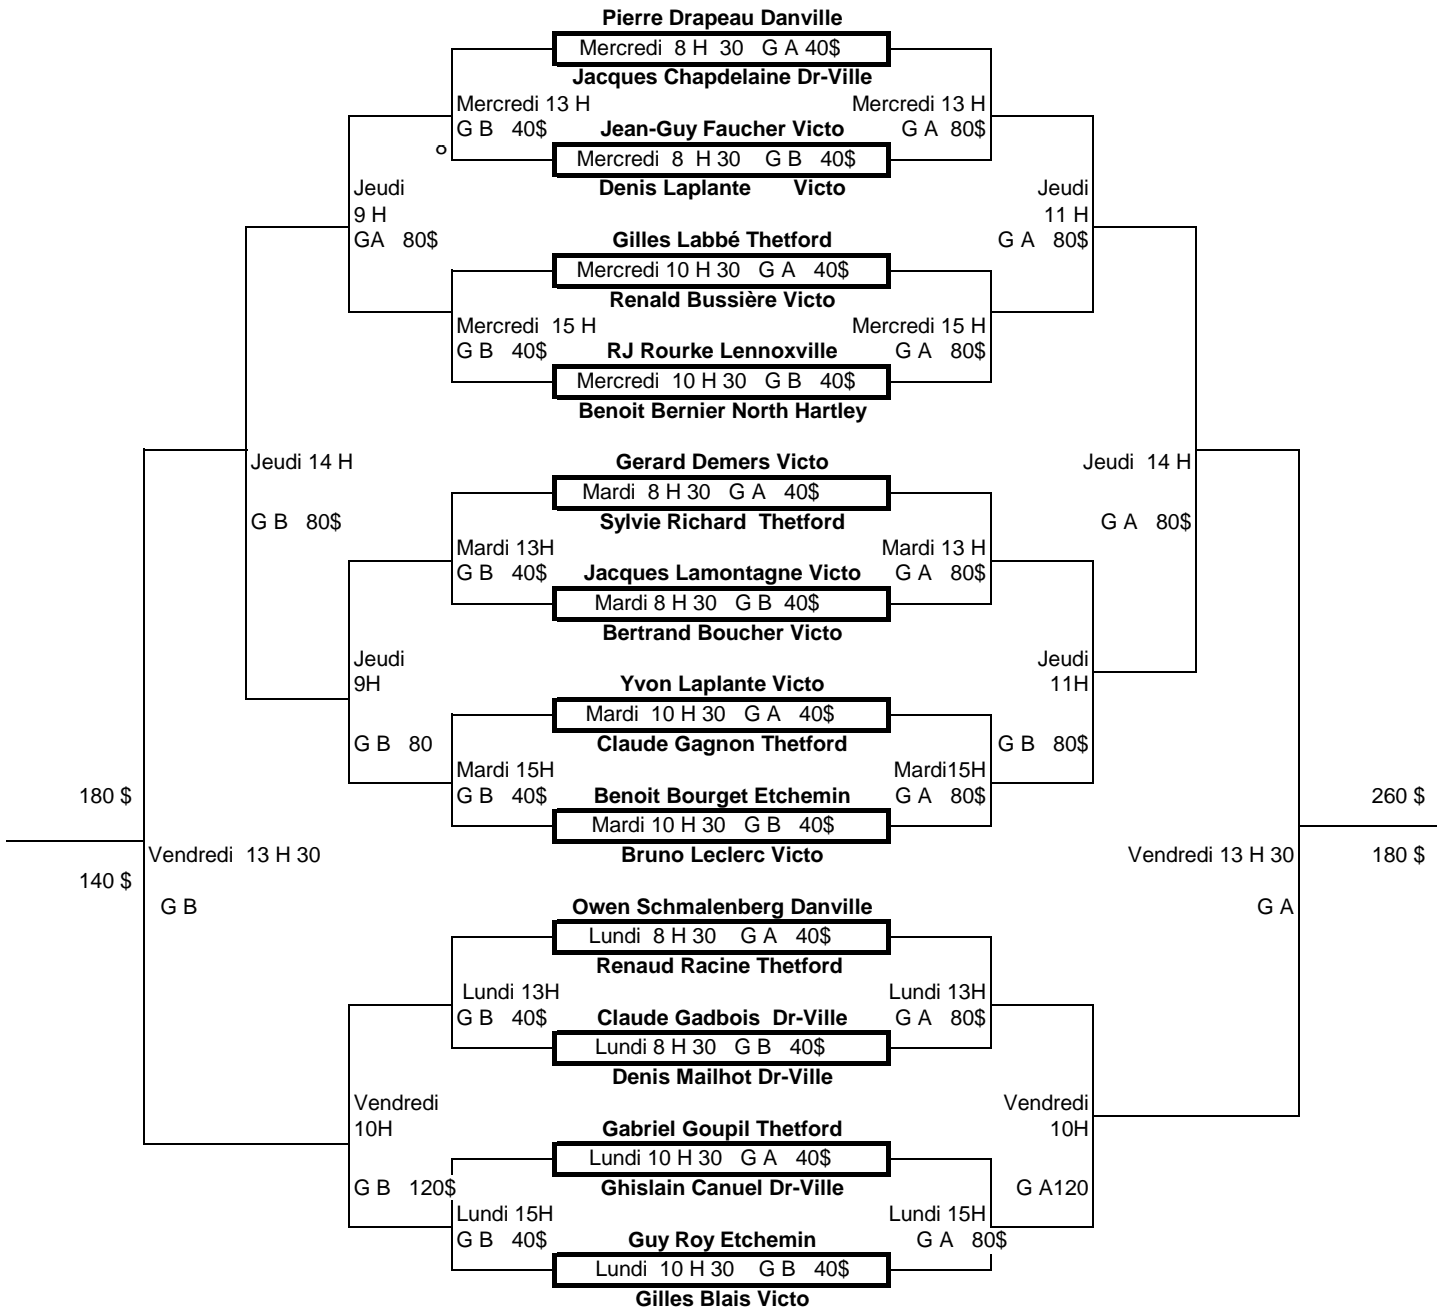 Pierre Drapeau Danville
Mercredi 8 H 30 G A 40$
Jacques Chapdelaine Dr-Ville
Mercredi 13 H
G B 40$
Mercredi 13 H
G A 80$
Jean-Guy Faucher Victo
Mercredi 8 H 30 G B 40$
Denis Laplante Victo
Jeudi
9 H
GA 80$
Jeudi
11 H
G A 80$
Gilles Labbé Thetford
Mercredi 10 H 30 G A 40$
Renald Bussière Victo
Mercredi 15 H
G B 40$
Mercredi 15 H
G A 80$
RJ Rourke Lennoxville
Mercredi 10 H 30 G B 40$
Benoit Bernier North Hartley
Jeudi 14 H
G B 80$
Jeudi 14 H
G A 80$
Gerard Demers Victo
Mardi 8 H 30 G A 40$
Sylvie Richard Thetford
Mardi 13H
G B 40$
Mardi 13 H
G A 80$
Jacques Lamontagne Victo
Mardi 8 H 30 G B 40$
Bertrand Boucher Victo
Jeudi
9H
G B 80
Jeudi
11H
G B 80$
Yvon Laplante Victo
Mardi 10 H 30 G A 40$
Claude Gagnon Thetford
Mardi 15H
G B 40$
Mardi15H
G A 80$
Benoit Bourget Etchemin
Mardi 10 H 30 G B 40$
Bruno Leclerc Victo
180 $
140 $
Vendredi 13 H 30
G B
260 $
180 $
Vendredi 13 H 30
G A
Owen Schmalenberg Danville
Lundi 8 H 30 G A 40$
Renaud Racine Thetford
Lundi 13H
G B 40$
Lundi 13H
G A 80$
Claude Gadbois Dr-Ville
Lundi 8 H 30 G B 40$
Denis Mailhot Dr-Ville
Vendredi
10H
G B 120$
Vendredi
10H
G A120
Gabriel Goupil Thetford
Lundi 10 H 30 G A 40$
Ghislain Canuel Dr-Ville
Lundi 15H
G B 40$
Lundi 15H
G A 80$
Guy Roy Etchemin
Lundi 10 H 30 G B 40$
Gilles Blais Victo